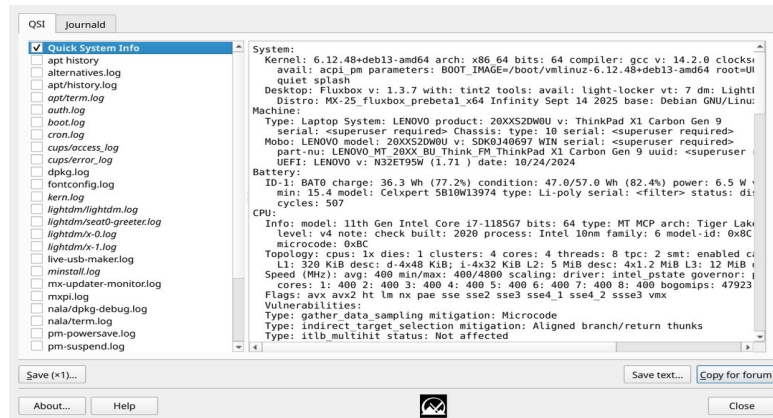 QSI
Journald
Quick System Info
apt history
alternatives.log
apt/history.log
apt/term.log
auth.log
boot.log
cron.log
cups/access_log
cups/error_log
dpkg.log
fontconfig.log
kern.log
lightdm/lightdm.log
lightdm/seat0-greeter.log
lightdm/x-0.log
lightdm/x-1.log
live-usb-maker.log
minstall.log
mx-updater-monitor.log
mxpi.log
nala/dpkg-debug.log
nala/term.log
pm-powersave.log
pm-suspend.log
System:
Kernel: 6.12.48+deb13-amd64 arch: x86_64 bits: 64 compiler: gcc v: 14.2.0
avail: acpi_pm parameters: BOOT_IMAGE=/boot/vmlinuz-6.12.48+deb13-amd64
quiet splash
Desktop: Fluxbox v: 1.3.7 with: tint2 tools: avail: light-locker vt: 7 dm:
Distro: MX-25_fluxbox_prebeta1_x64 Infinity Sept 14 2025 base: Debian
Machine:
Type: Laptop System: LENOVO product: 20XXS2DW0U v: ThinkPad X1 Carbon Gen 9
serial: <superuser required> Chassis: type: 10 serial: <superuser required>
Mobo: LENOVO model: 20XXS2DW0U v: SDK0J40697 WIN serial: <superuser required>
part-nu: LENOVO_MT_20XX_BU_Think_FM_ThinkPad X1 Carbon Gen 9 uuid: <superuser
UEFI: LENOVO v: N32ET95W (1.71 ) date: 10/24/2024
Battery:
ID-1: BAT0 charge: 36.3 Wh (77.2%) condition: 47.0/57.0 Wh (82.4%) power: 6.5 W
min: 15.4 model: Celxpert 5B10W13974 type: Li-poly serial: <filter> status:
cycles: 507
CPU:
Info: model: 11th Gen Intel Core i7-1185G7 bits: 64 type: MT MCP arch: Tiger
level: v4 note: check built: 2020 process: Intel 10nm family: 6 model-id: 0x8C
microcode: 0xBC
Topology: cpus: 1x dies: 1 clusters: 4 cores: 4 threads: 8 tpc: 2 smt: enabled
L1: 320 KiB desc: d-4x48 KiB; i-4x32 KiB L2: 5 MiB desc: 4x1.2 MiB L3: 12 MiB
Speed (MHz): avg: 400 min/max: 400/4800 scaling: driver: intel_pstate governor:
cores: 1: 400 2: 400 3: 400 4: 400 5: 400 6: 400 7: 400 8: 400 bogomips: 47923
Flags: avx avx2 ht lm nx pae sse sse2 sse3 sse4_1 sse4_2 ssse3 vmx
Vulnerabilities:
Type: gather_data_sampling mitigation: Microcode
Type: indirect_target_selection mitigation: Aligned branch/return thunks
Type: itlb_multihit status: Not affected
Save (×1)...
Save text...
Copy for forum
About...
Help
Close